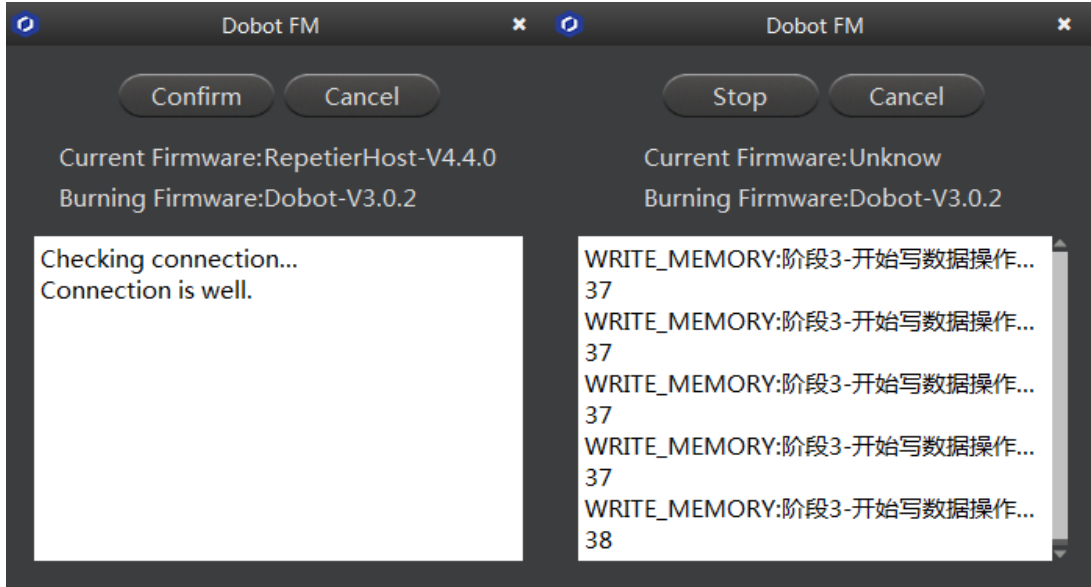 Dobot FM
Confirm
Cancel
Current Firmware:RepetierHost-V4.4.0
Burning Firmware:Dobot-V3.0.2
Checking connection...
Connection is well.
Dobot FM
Stop
Cancel
Current Firmware:Unknow
Burning Firmware:Dobot-V3.0.2
WRITE_MEMORY:阶段3-开始写数据操作...
37
WRITE_MEMORY:阶段3-开始写数据操作...
37
WRITE_MEMORY:阶段3-开始写数据操作...
37
WRITE_MEMORY:阶段3-开始写数据操作...
37
WRITE_MEMORY:阶段3-开始写数据操作...
38